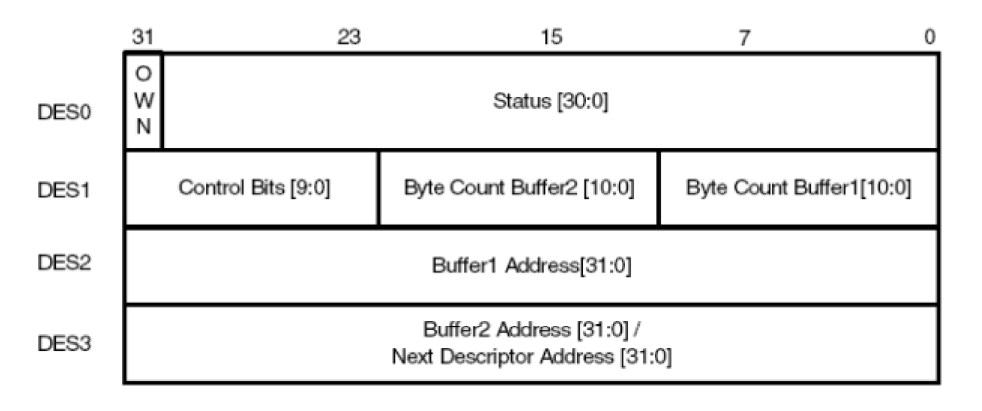 31 23 15 7 0
DES0
O
W
N
Status [30:0]
DES1
Control Bits [9:0]
Byte Count Buffer2 [10:0]
Byte Count Buffer1[10:0]
DES2
Buffer1 Address[31:0]
DES3
Buffer2 Address [31:0] /
Next Descriptor Address [31:0]